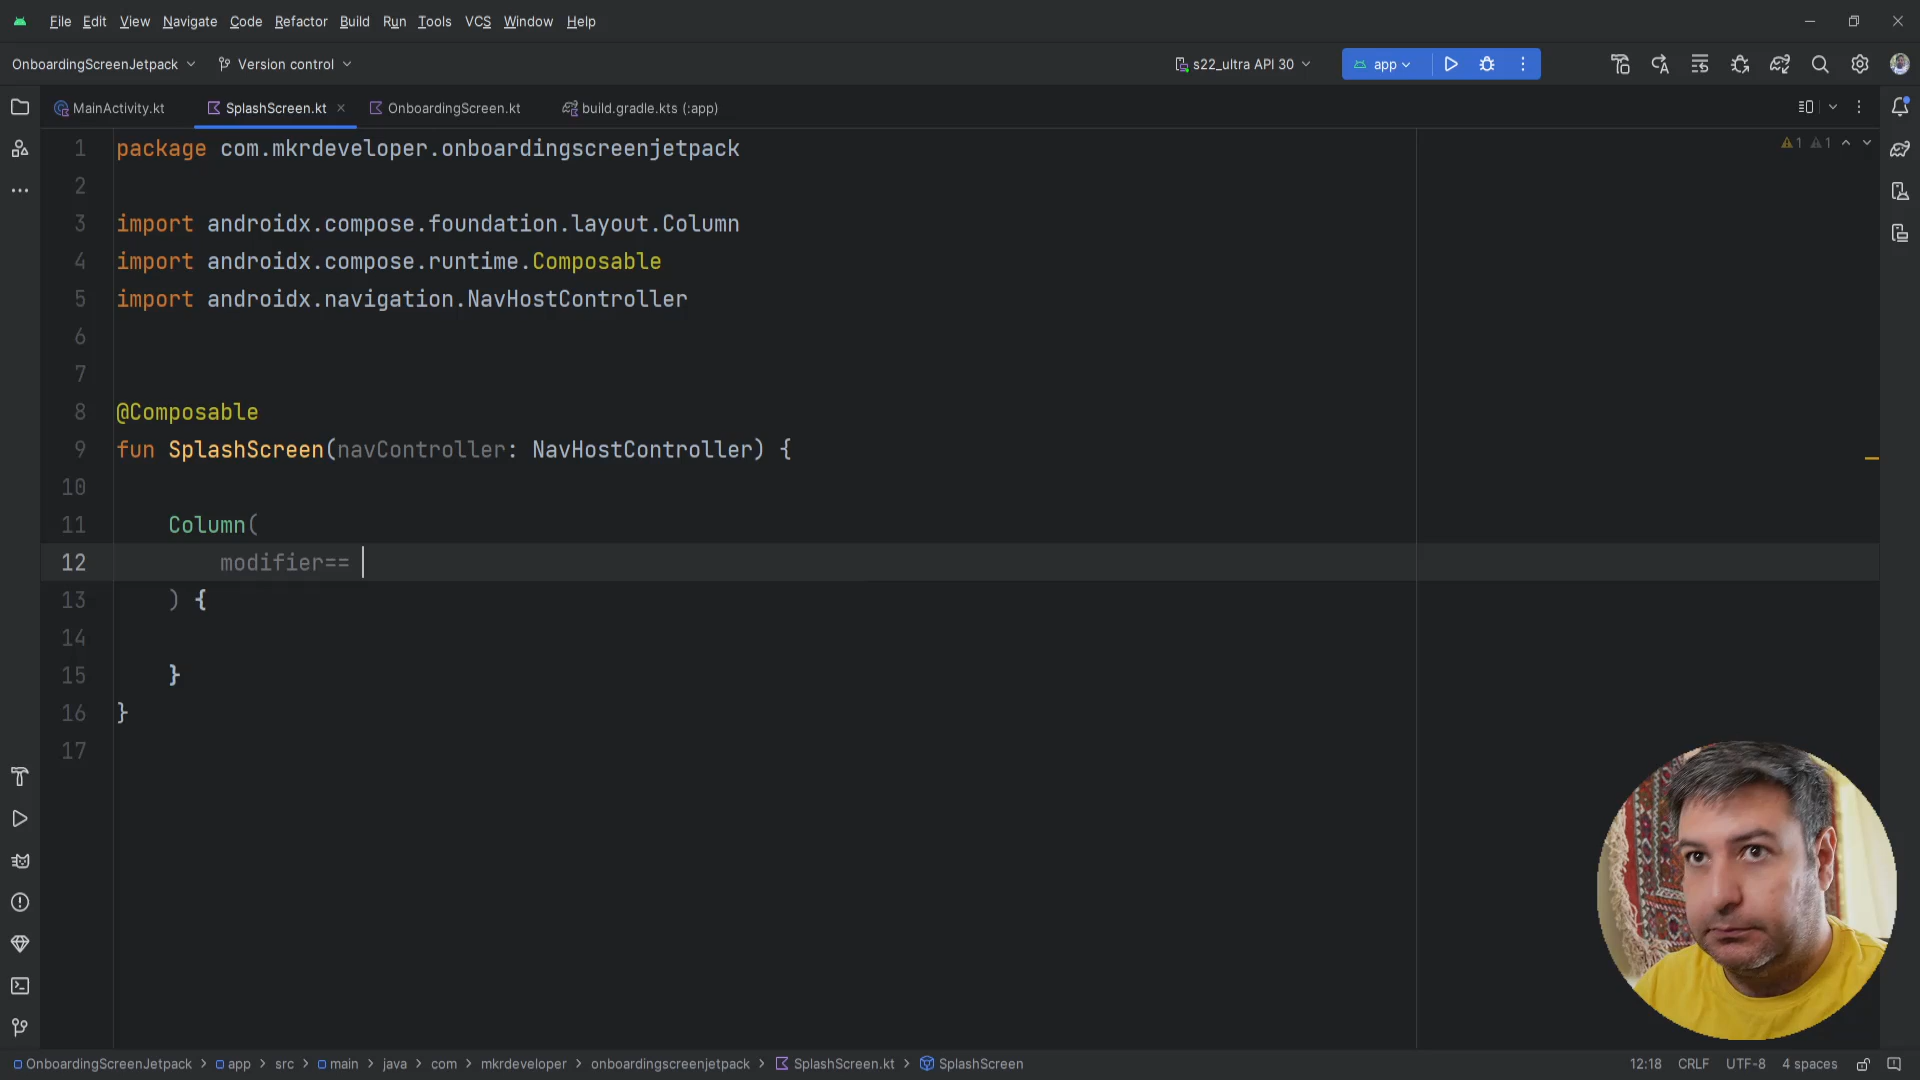 File Edit View Navigate Code Refactor Build Run Tools VCS Window Help
OnboardingScreenJetpack Version control s22_ultra API 30 app
MainActivity.kt SplashScreen.kt OnboardingScreen.kt build.gradle.kts (:app)
1 package com.mkrdeveloper.onboardingscreenjetpack 1 1
2
3 import androidx.compose.foundation.layout.Column
4 import androidx.compose.runtime.Composable
5 import androidx.navigation.NavHostController
6
7
8 @Composable
9 fun SplashScreen(navController: NavHostController) {
10
11 Column(
12 modifier==
13 ) {
14
15 }
16 }
17
OnboardingScreenJetpack > app > src > main > java > com > mkrdeveloper > onboardingscreenjetpack > SplashScreen.kt > SplashScreen 12:18 CRLF UTF-8 4 spaces